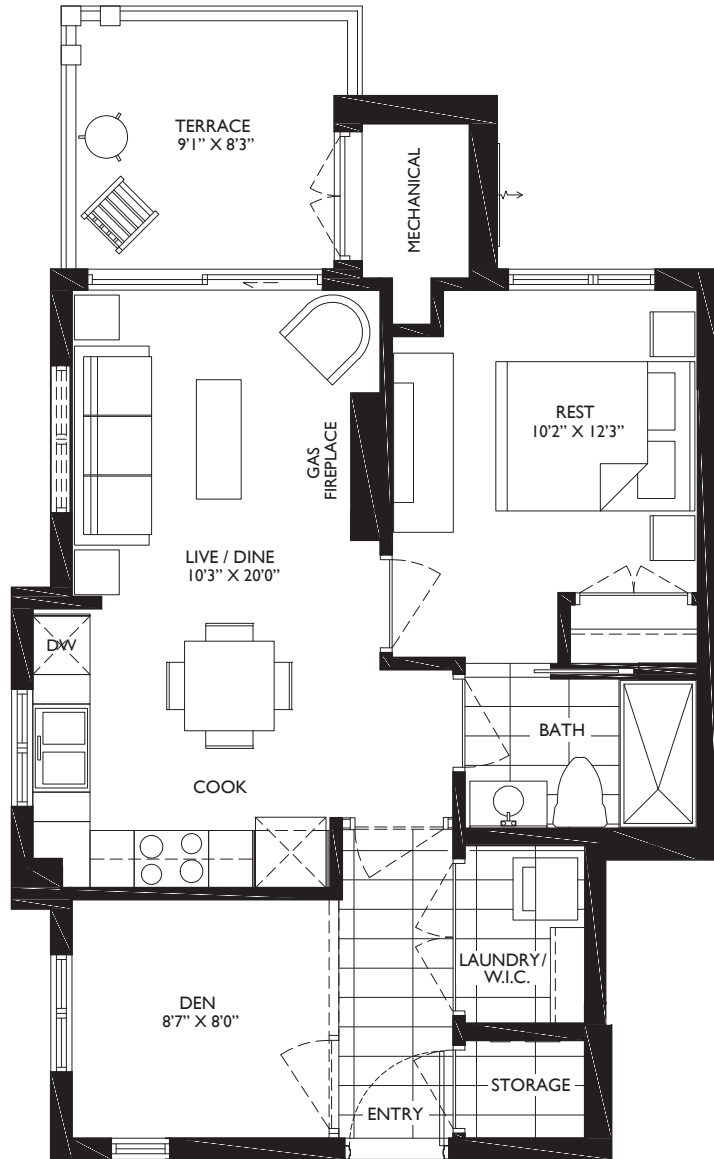 TERRACE
9'1” X 8'3”
MECHANICAL
REST
10'2” X 12'3”
GAS
FIREPLACE
LIVE / DINE
10'3” X 20'0”
DW
BATH
COOK
LAUNDRY/
W.I.C.
DEN
8'7” X 8'0”
STORAGE
ENTRY